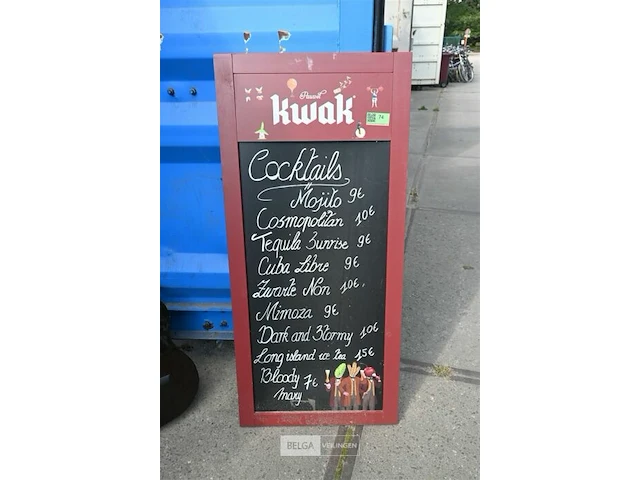 Pauwel
kwak
74
Cocktails
Mojito 9€
Cosmopolitan 10€
Tequila Sunrise 9€
Cuba Libre 9€
Zwarte Non 10€,
Mimoza 9€
Dark and Stormy 10€
Long island ice tea 15€
Bloody 7€
Mary
BELGA VEILINGEN